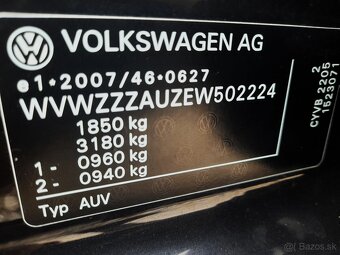 VOLKSWAGEN AG
e1*2007/46*0627
WVWZZZAUZEW502224
1850 kg
3180 kg
1- 0960 kg
2- 0940 kg
Typ AUV
CYVB 2205 2
1523071
Bazos.sk